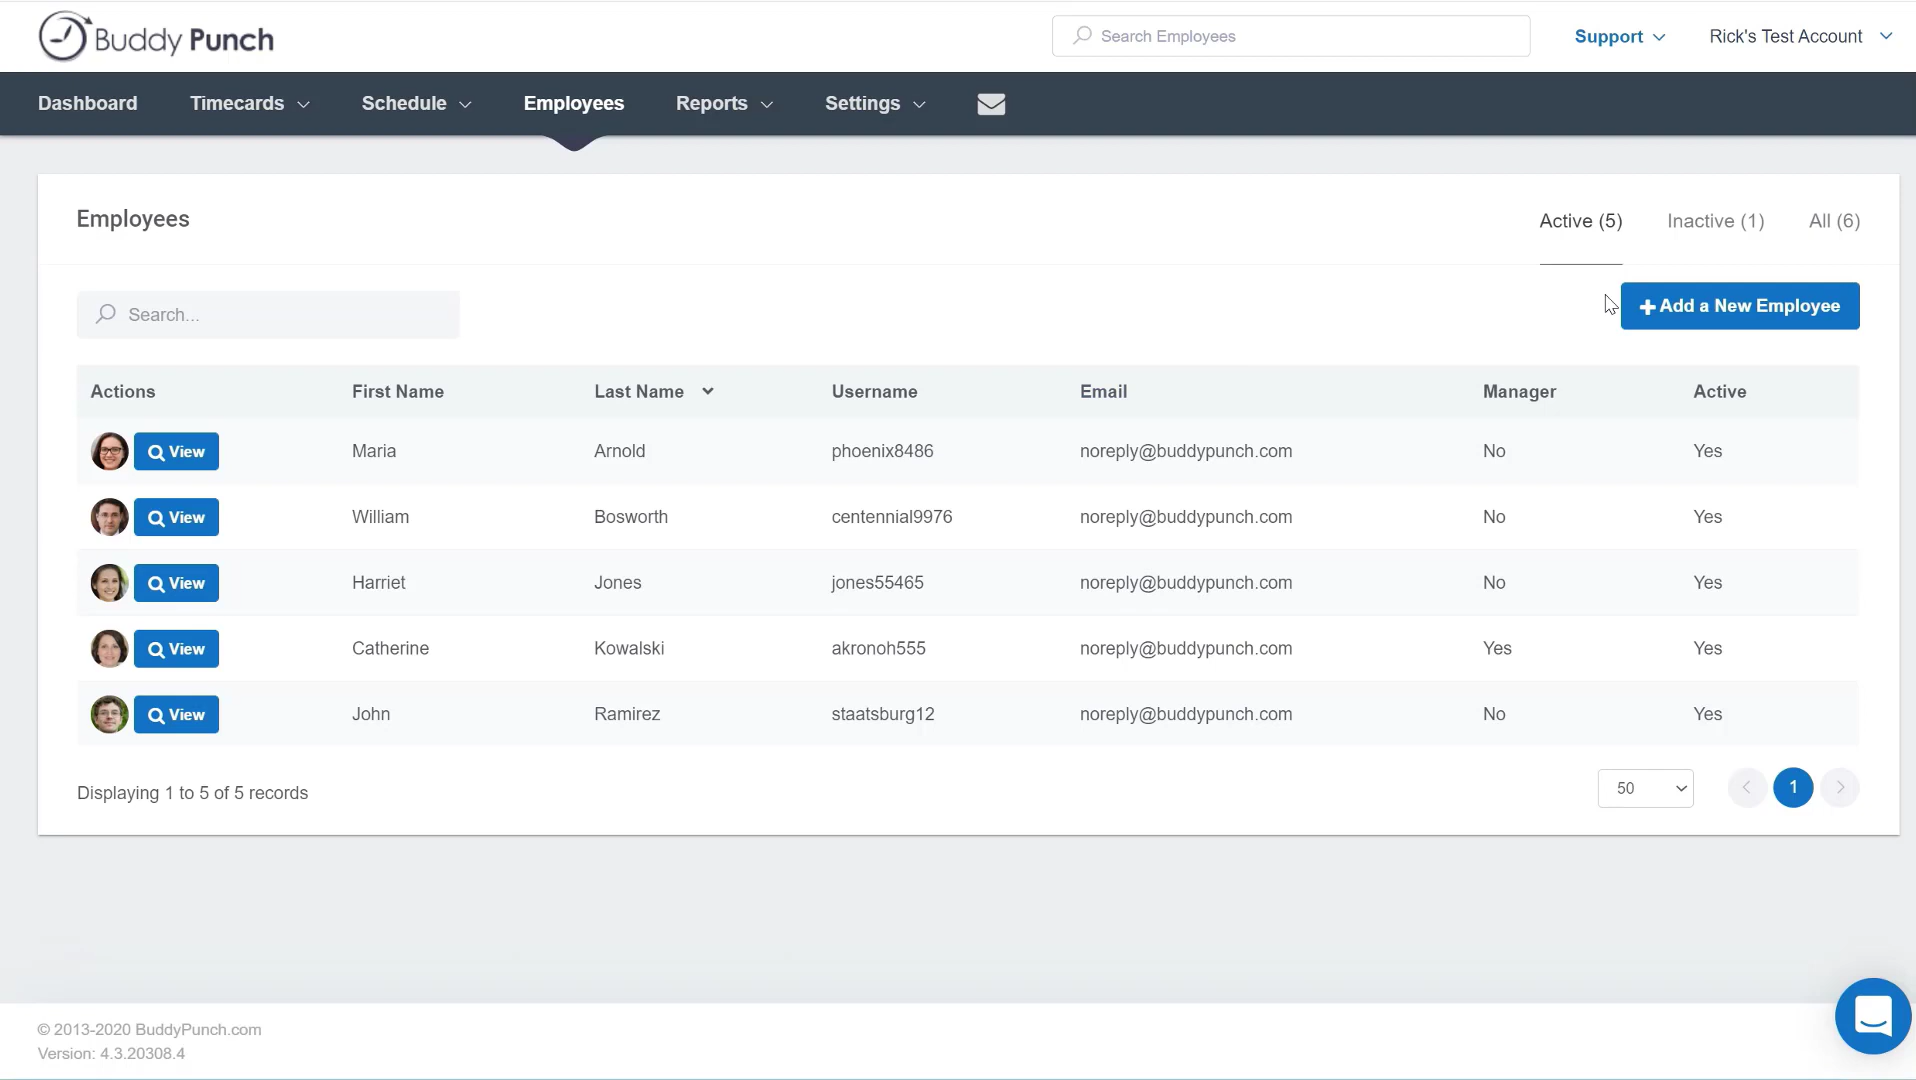 Buddy Punch
Search Employees
Support
Rick's Test Account
Dashboard
Timecards
Schedule
Employees
Reports
Settings
Employees
Active (5)
Inactive (1)
All (6)
Search...
Add a New Employee
Actions First Name Last Name Username Email Manager Active
View Maria Arnold phoenix8486 noreply@buddypunch.com No Yes
View William Bosworth centennial9976 noreply@buddypunch.com No Yes
View Harriet Jones jones55465 noreply@buddypunch.com No Yes
View Catherine Kowalski akronoh555 noreply@buddypunch.com Yes Yes
View John Ramirez staatsburg12 noreply@buddypunch.com No Yes
Displaying 1 to 5 of 5 records
50
1
© 2013-2020 BuddyPunch.com
Version: 4.3.20308.4